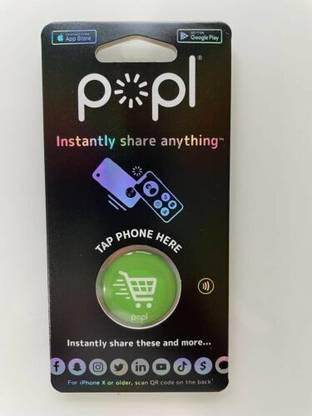 App Store
Google Play
popl®
Instantly share anything™
TAP PHONE HERE
popl
Instantly share these and more...
For iPhone X or older, scan QR code on the back